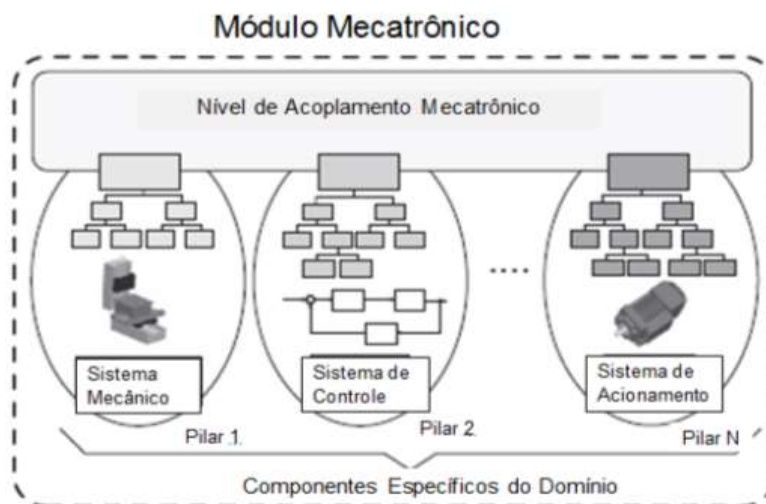 Módulo Mecatrônico
Nível de Acoplamento Mecatrônico
....
Sistema
Mecânico
Sistema de
Controle
Sistema de
Acionamento
Pilar 1.
Pilar 2.
Pilar N
Componentes Específicos do Domínio